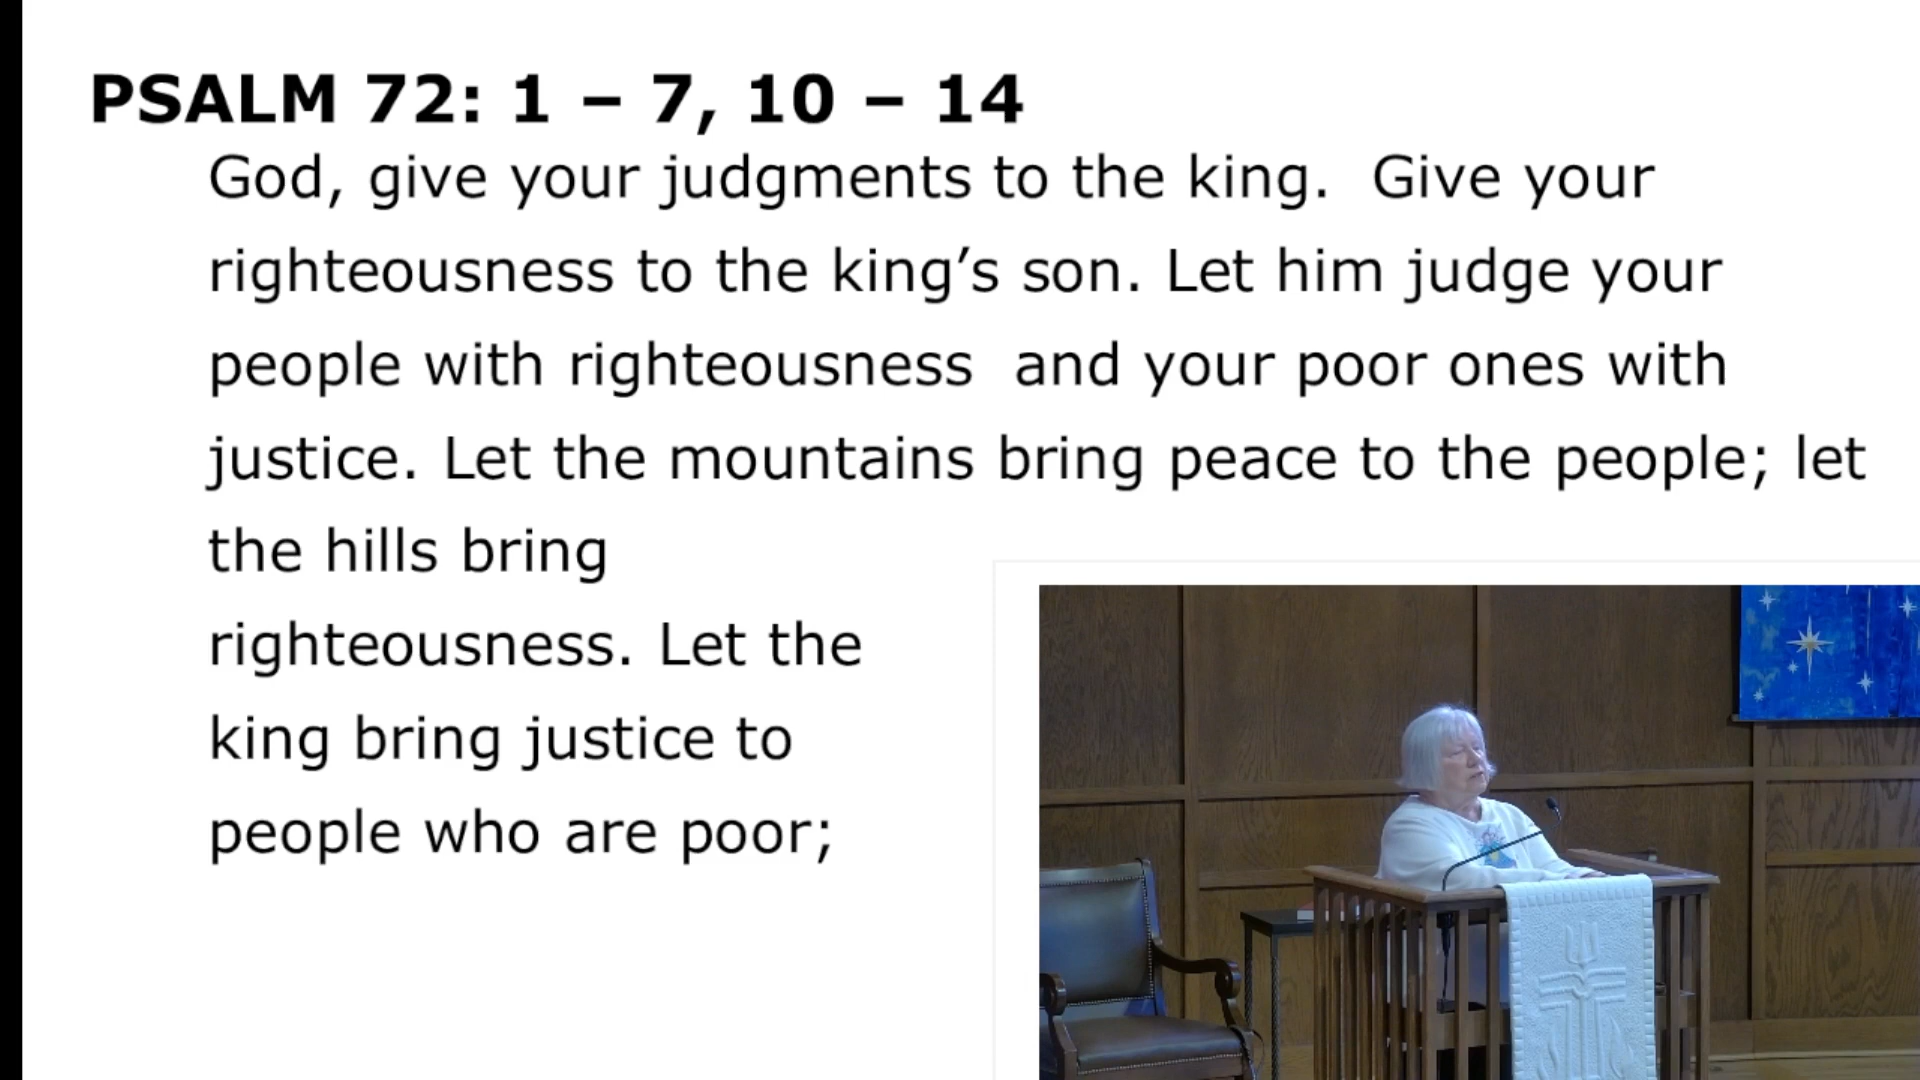 PSALM 72: 1 – 7, 10 – 14
God, give your judgments to the king.  Give your
righteousness to the king’s son. Let him judge your
people with righteousness  and your poor ones with
justice. Let the mountains bring peace to the people; let
the hills bring
righteousness. Let the
king bring justice to
people who are poor;